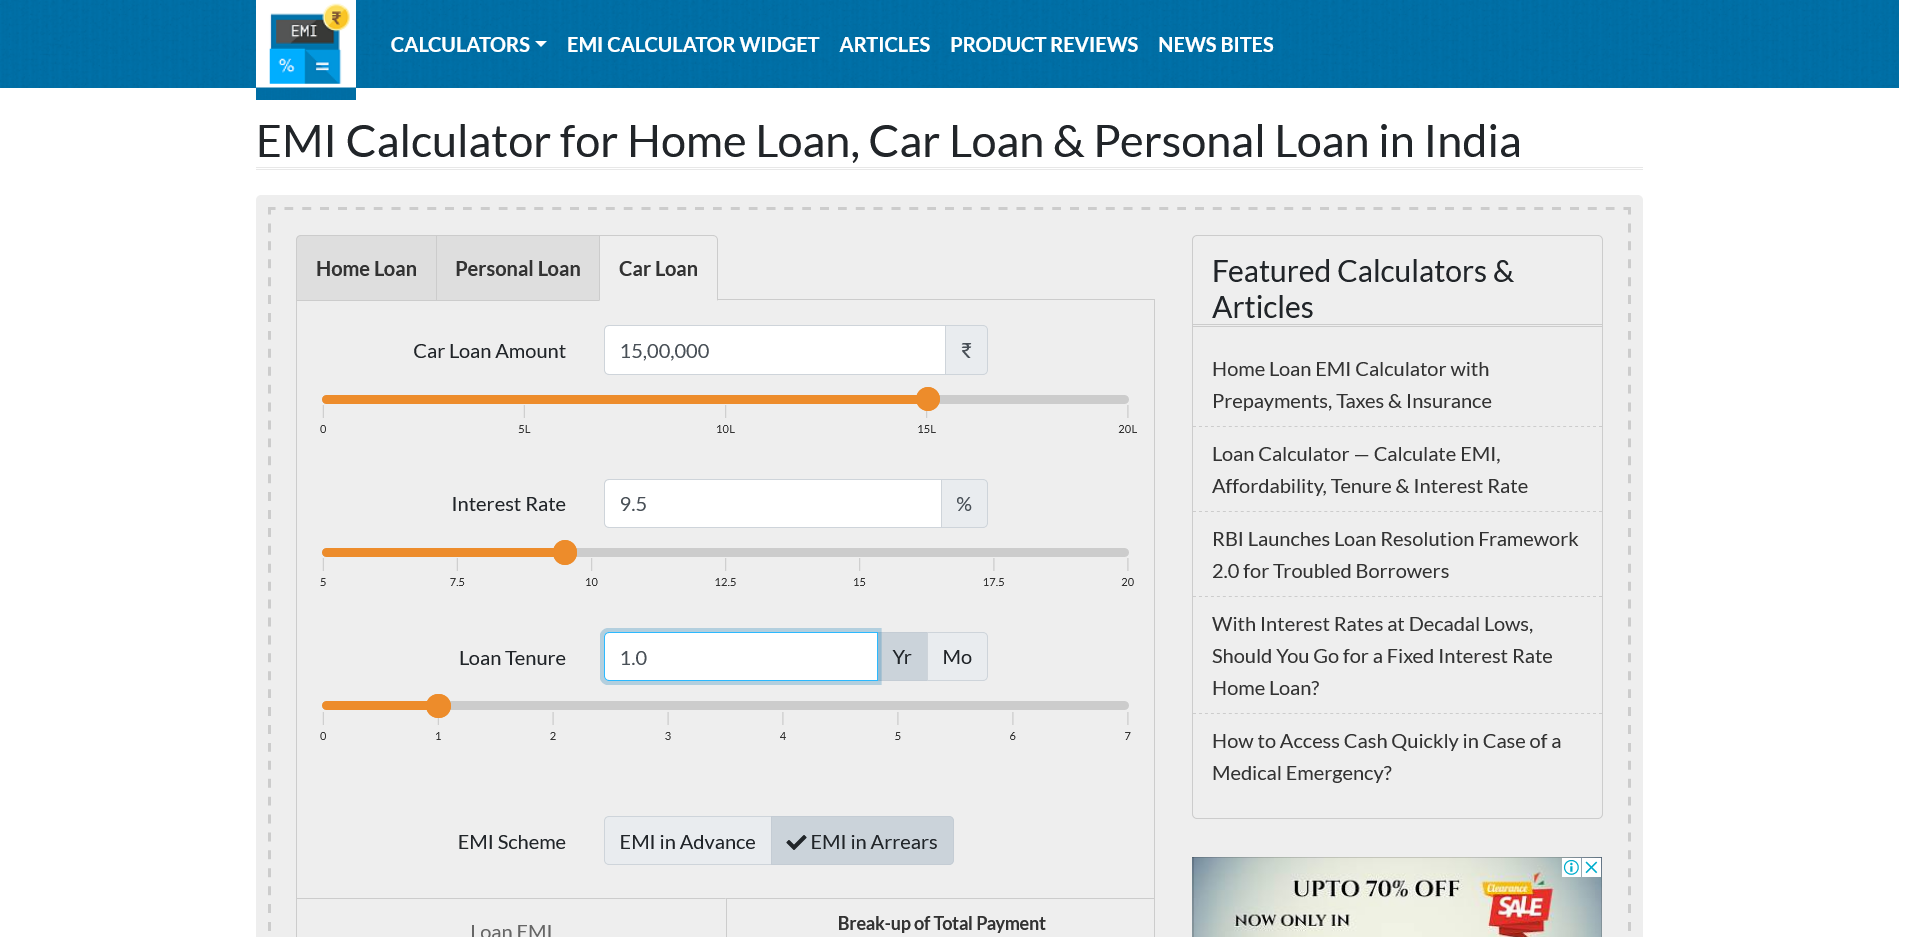 EMI
₹
%
=
CALCULATORS
EMI CALCULATOR WIDGET
ARTICLES
PRODUCT REVIEWS
NEWS BITES
EMI Calculator for Home Loan, Car Loan & Personal Loan in India
Home Loan
Personal Loan
Car Loan
Car Loan Amount
15,00,000
₹
0
5L
10L
15L
20L
Interest Rate
9.5
%
5
7.5
10
12.5
15
17.5
20
Loan Tenure
1.0
Yr
Mo
0
1
2
3
4
5
6
7
EMI Scheme
EMI in Advance
EMI in Arrears
Loan EMI
Break-up of Total Payment
Featured Calculators &
Articles
Home Loan EMI Calculator with
Prepayments, Taxes & Insurance
Loan Calculator — Calculate EMI,
Affordability, Tenure & Interest Rate
RBI Launches Loan Resolution Framework
2.0 for Troubled Borrowers
With Interest Rates at Decadal Lows,
Should You Go for a Fixed Interest Rate
Home Loan?
How to Access Cash Quickly in Case of a
Medical Emergency?
UPTO 70% OFF
NOW ONLY IN
Clearance
SALE